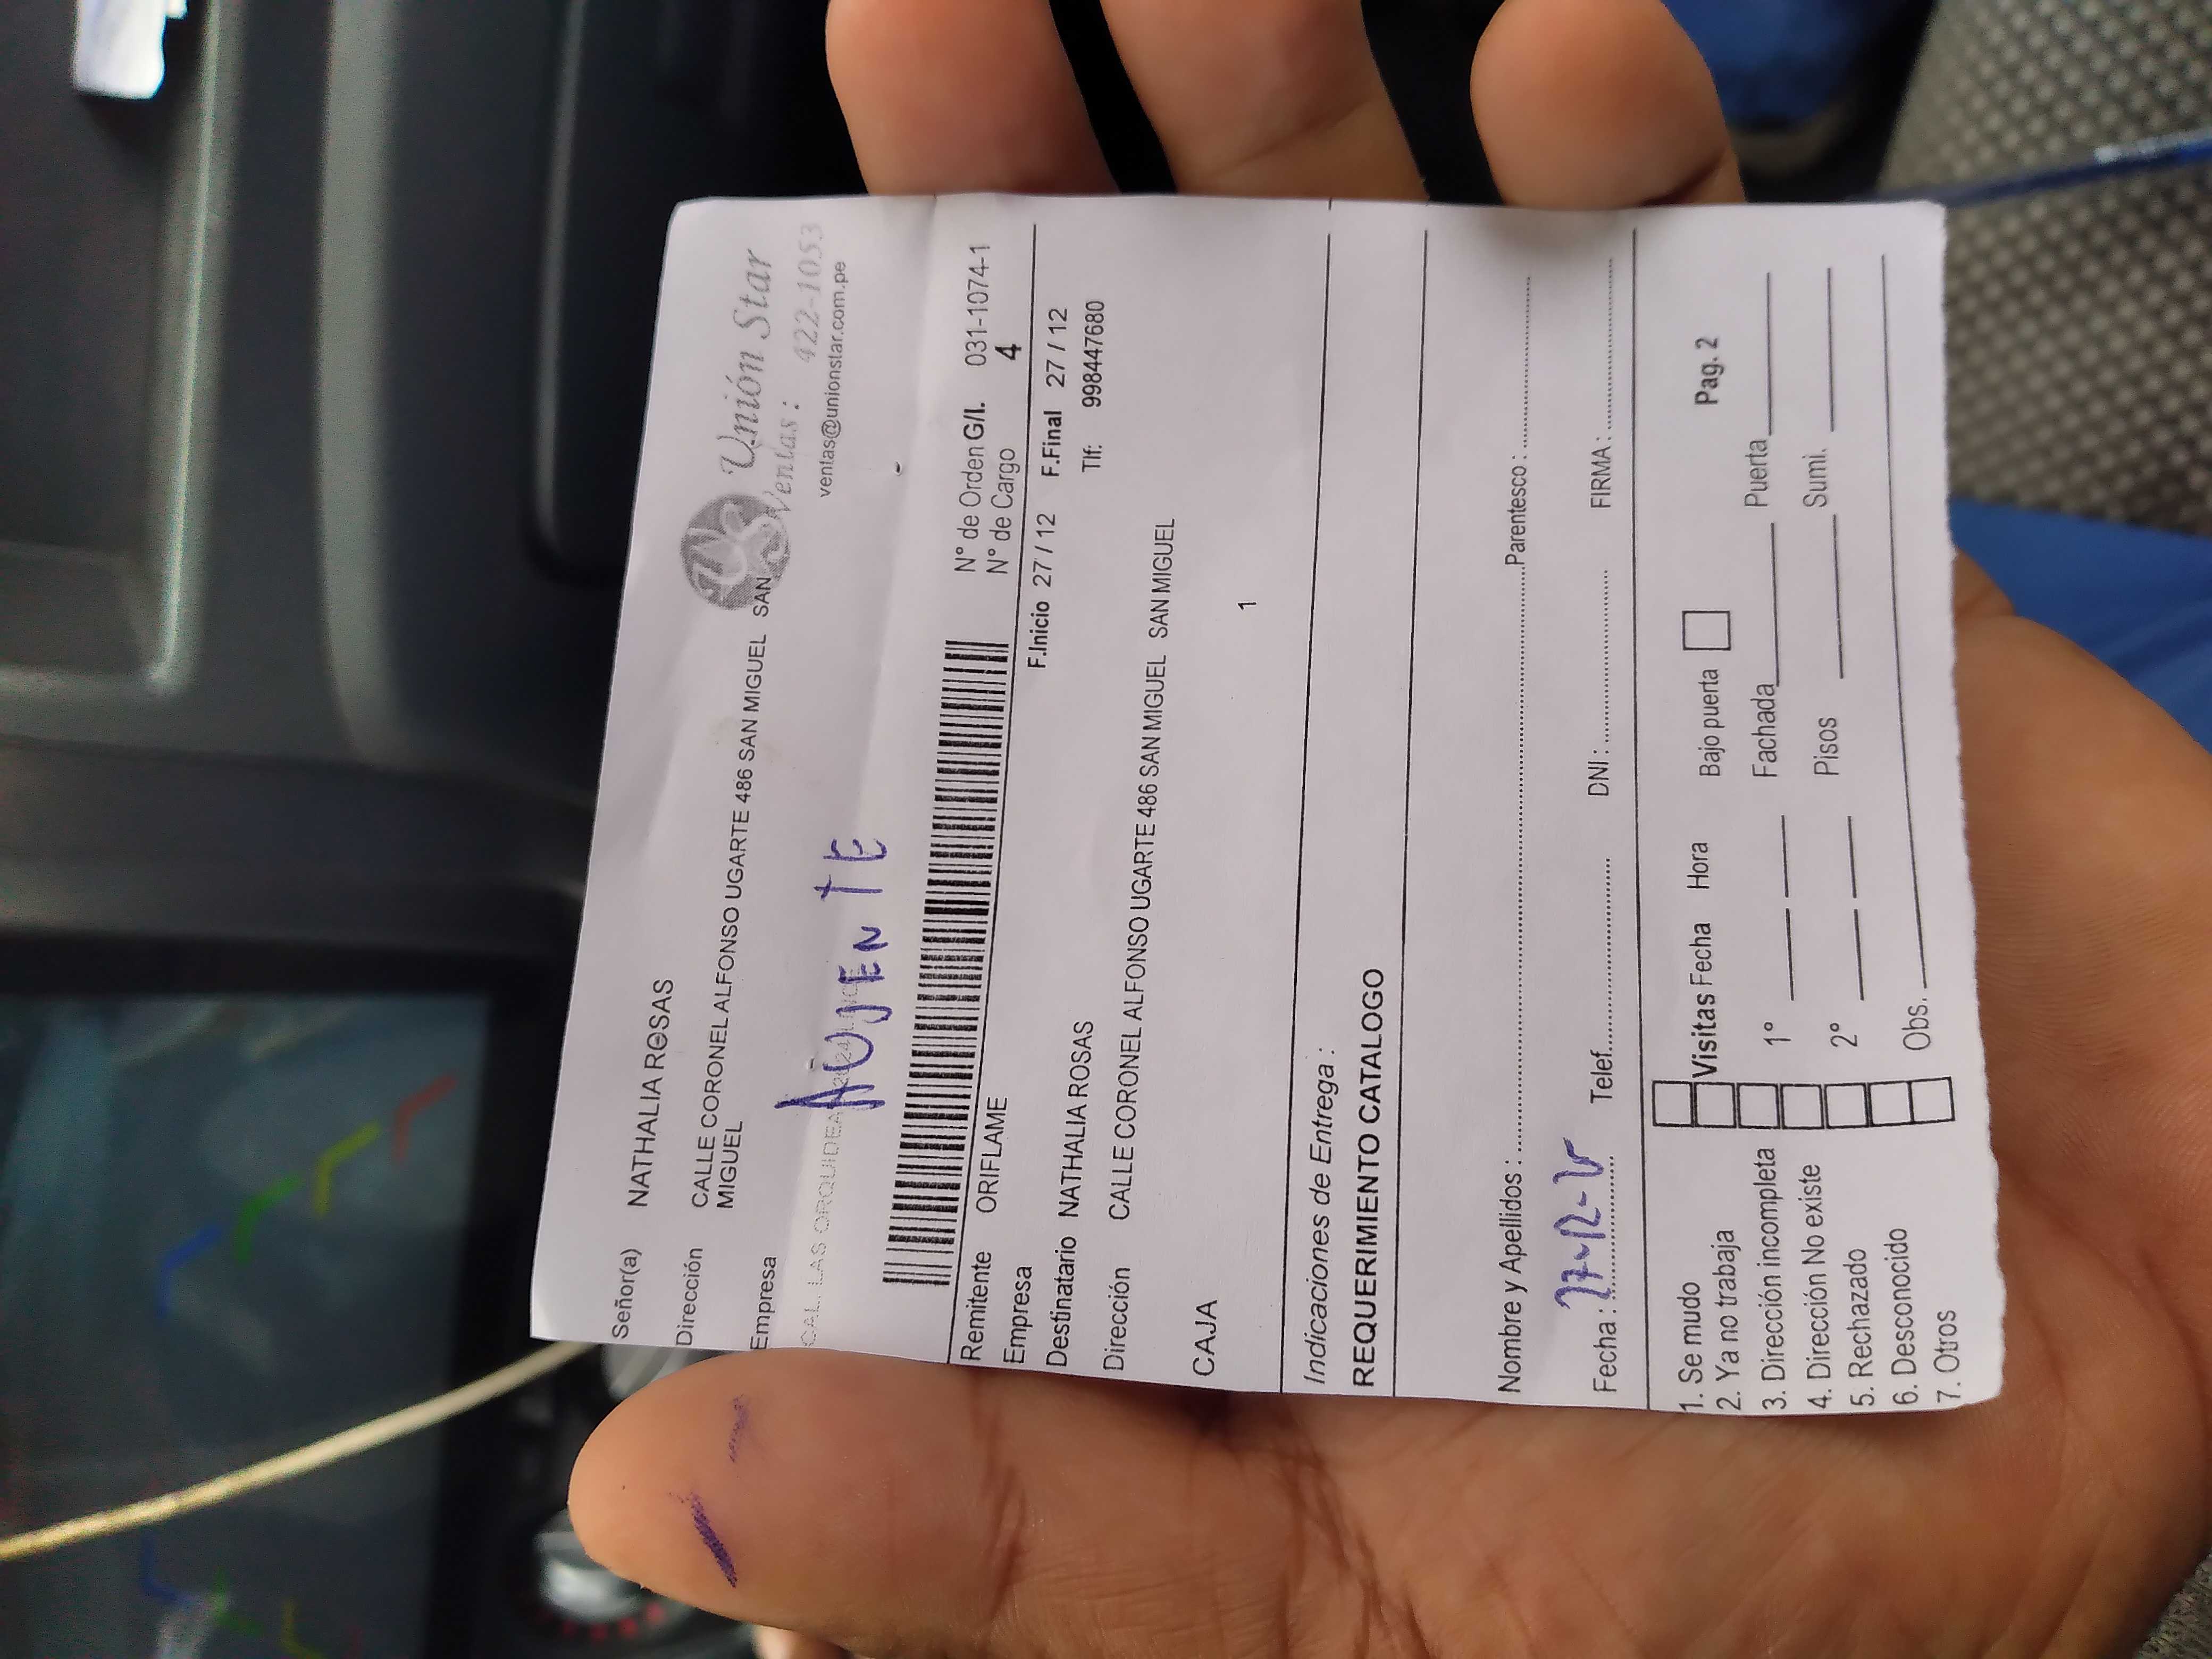 Unión Star
Ventas: 422-1053
ventas@unionstar.com.pe
Señor(a) NATHALIA ROSAS
Dirección CALLE CORONEL ALFONSO UGARTE 486 SAN MIGUEL SAN
MIGUEL
Empresa
CAL. LAS ORQUIDEA
AUSENTE
Remitente ORIFLAME N° de Orden G/I. 031-1074-1
Empresa N° de Cargo 4
F.Inicio 27 / 12 F.Final 27 / 12
Destinatario NATHALIA ROSAS Tlf: 998447680
Dirección CALLE CORONEL ALFONSO UGARTE 486 SAN MIGUEL SAN MIGUEL
CAJA 1
Indicaciones de Entrega :
REQUERIMIENTO CATALOGO
Nombre y Apellidos : Parentesco :
Fecha : 27-12- Telef. DNI : FIRMA :
1. Se mudo
2. Ya no trabaja
3. Dirección incompleta
4. Dirección No existe
5. Rechazado
6. Desconocido
7. Otros
Visitas Fecha Hora Bajo puerta Pag. 2
1° Fachada Puerta
2° Pisos Sumi.
Obs.